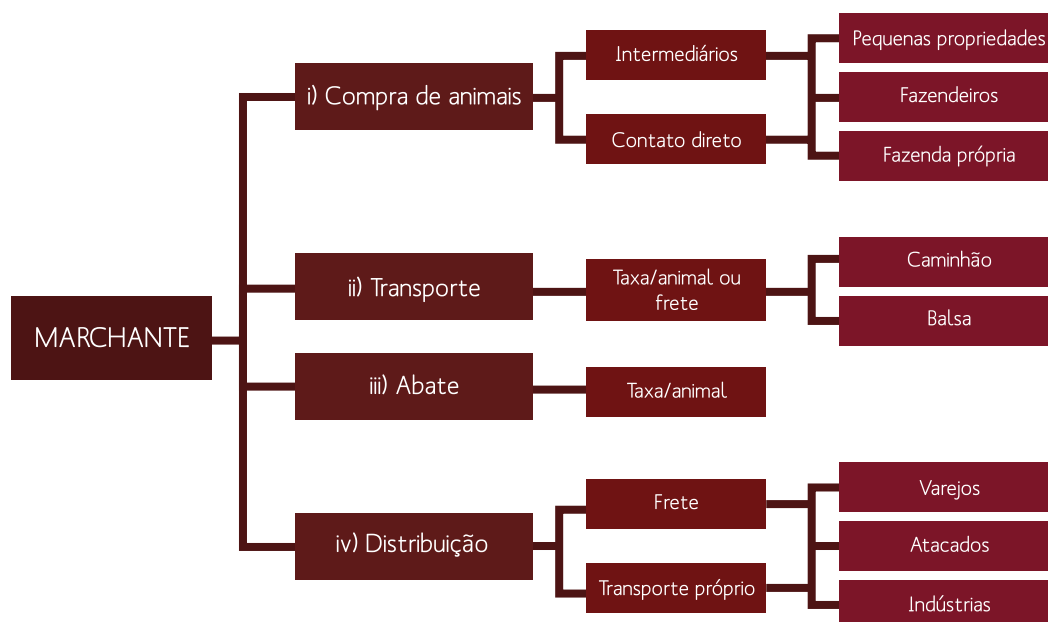 MARCHANTE
i) Compra de animais
Intermediários
Contato direto
Pequenas propriedades
Fazendeiros
Fazenda própria
ii) Transporte
Taxa/animal ou
frete
Caminhão
Balsa
iii) Abate
Taxa/animal
iv) Distribuição
Frete
Transporte próprio
Varejos
Atacados
Indústrias